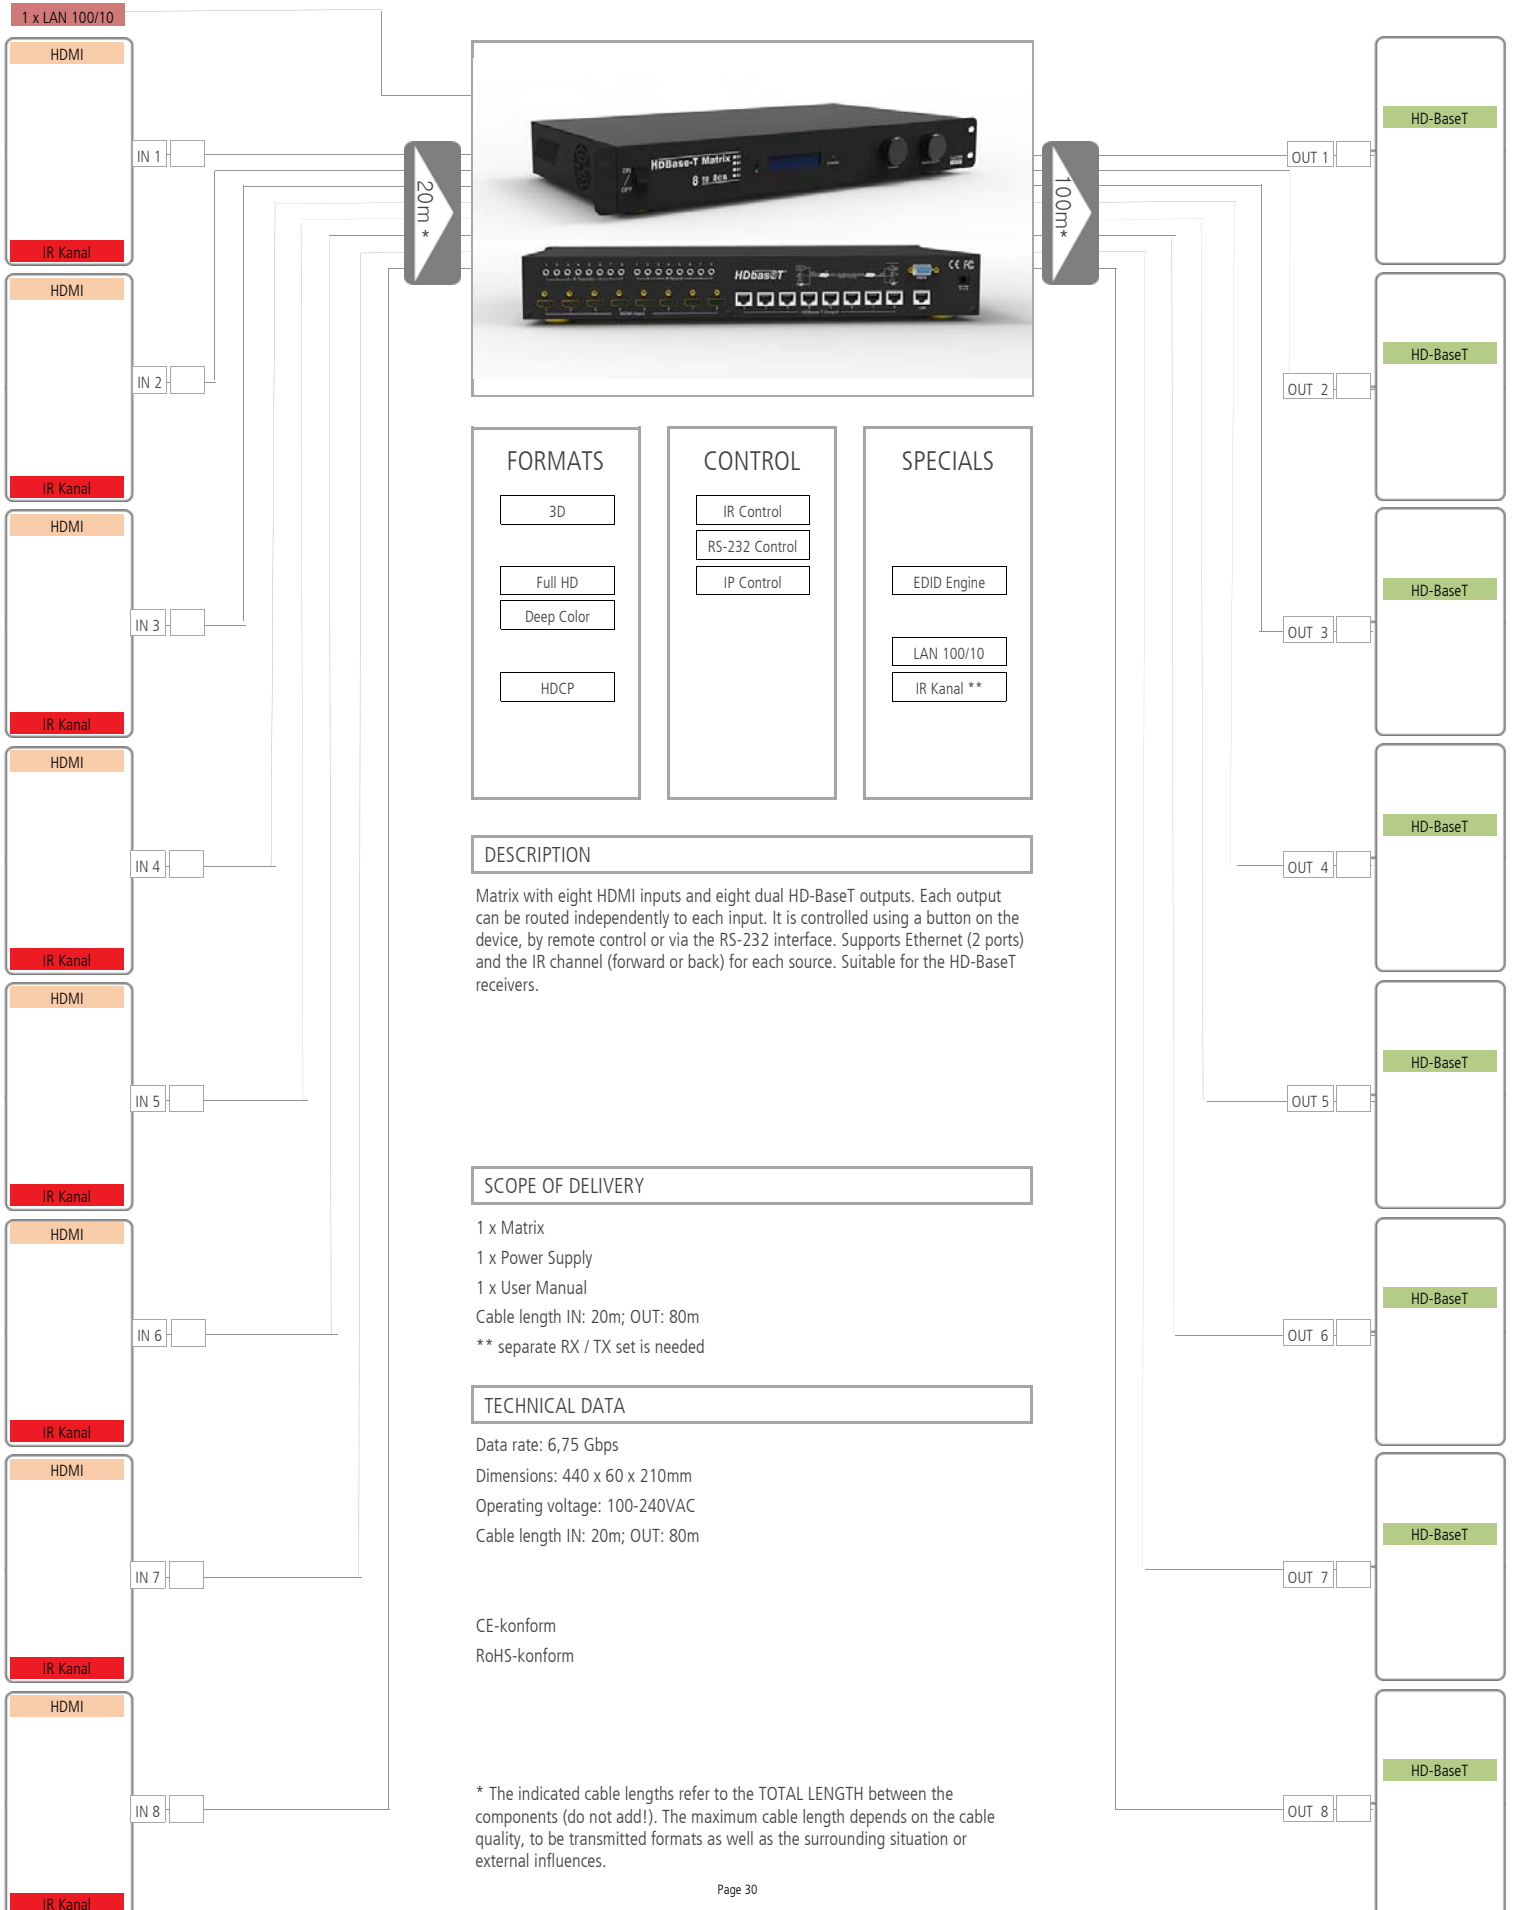 1 x LAN 100/10
HDMI
IN 1
IR Kanal
HDMI
IN 2
IR Kanal
HDMI
IN 3
IR Kanal
HDMI
IN 4
IR Kanal
HDMI
IN 5
IR Kanal
HDMI
IN 6
IR Kanal
HDMI
IN 7
IR Kanal
HDMI
IN 8
IR Kanal
20m *
HDBase-T Matrix
8 TO 8cs
ON
OFF
HDbaseT
CE FC
HDMI Input
HDBase T Output
100m*
FORMATS
3D
Full HD
Deep Color
HDCP
CONTROL
IR Control
RS-232 Control
IP Control
SPECIALS
EDID Engine
LAN 100/10
IR Kanal **
DESCRIPTION
Matrix with eight HDMI inputs and eight dual HD-BaseT outputs. Each output
can be routed independently to each input. It is controlled using a button on the
device, by remote control or via the RS-232 interface. Supports Ethernet (2 ports)
and the IR channel (forward or back) for each source. Suitable for the HD-BaseT
receivers.
SCOPE OF DELIVERY
1 x Matrix
1 x Power Supply
1 x User Manual
Cable length IN: 20m; OUT: 80m
** separate RX / TX set is needed
TECHNICAL DATA
Data rate: 6,75 Gbps
Dimensions: 440 x 60 x 210mm
Operating voltage: 100-240VAC
Cable length IN: 20m; OUT: 80m
CE-konform
RoHS-konform
* The indicated cable lengths refer to the TOTAL LENGTH between the
components (do not add!). The maximum cable length depends on the cable
quality, to be transmitted formats as well as the surrounding situation or
external influences.
Page 30
HD-BaseT
OUT 1
HD-BaseT
OUT 2
HD-BaseT
OUT 3
HD-BaseT
OUT 4
HD-BaseT
OUT 5
HD-BaseT
OUT 6
HD-BaseT
OUT 7
HD-BaseT
OUT 8